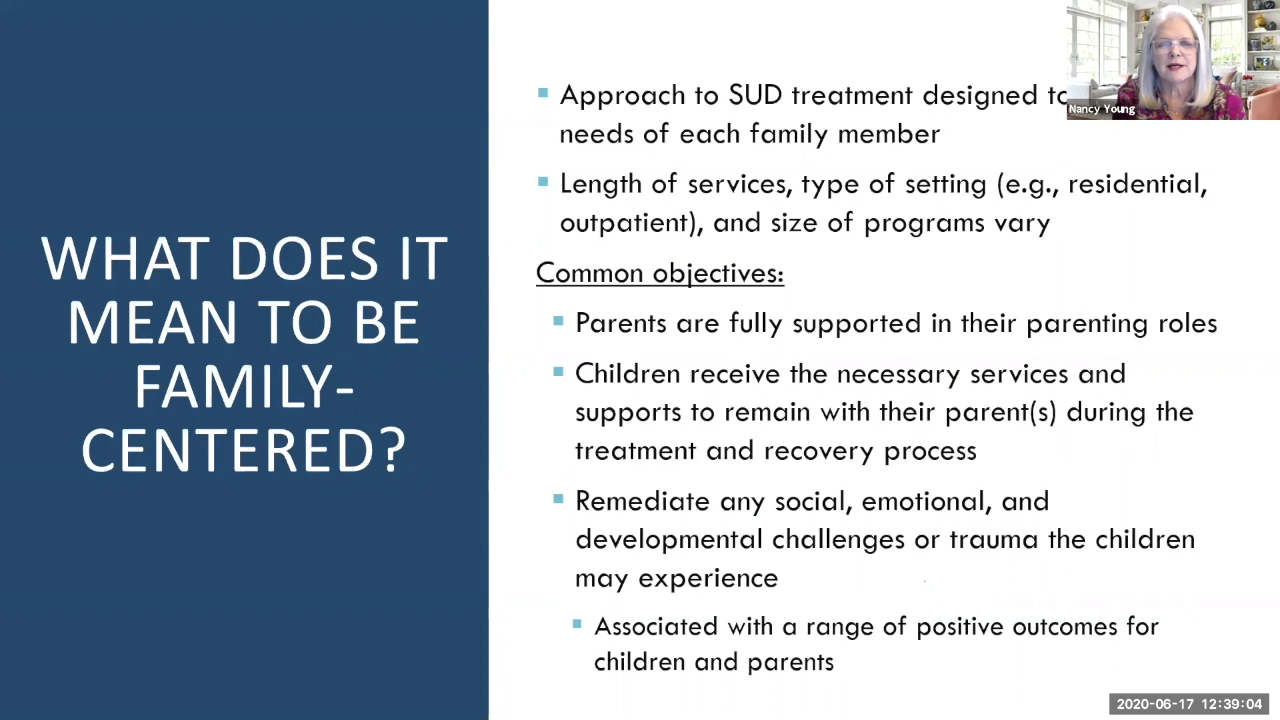 WHAT DOES IT
MEAN TO BE
FAMILY-
CENTERED?
Approach to SUD treatment designed
needs of each family member
Length of services, type of setting (e.g., residential,
outpatient), and size of programs vary
Common objectives:
Parents are fully supported in their parenting roles
Children receive the necessary services and
supports to remain with their parent(s) during the
treatment and recovery process
Remediate any social, emotional, and
developmental challenges or trauma the children
may experience
Associated with a range of positive outcomes for
children and parents
Nancy Young
2020-06-17 12:39:04